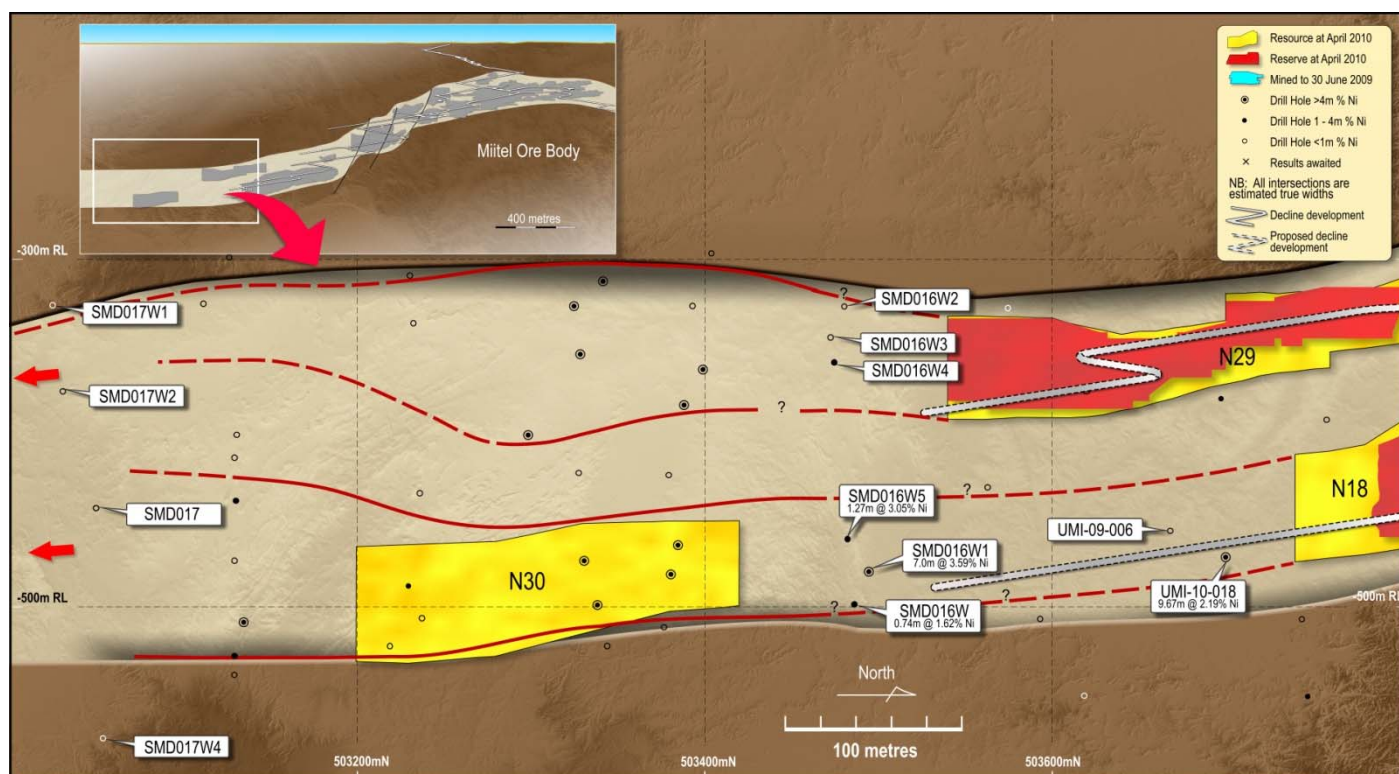 Miitel Ore Body
400 metres
Resource at April 2010
Reserve at April 2010
Mined to 30 June 2009
Drill Hole >4m % Ni
Drill Hole 1 - 4m % Ni
Drill Hole <1m % Ni
Results awaited
NB: All intersections are
estimated true widths
Decline development
Proposed decline
development
-300m RL
SMD017W1
?
SMD016W2
SMD016W3
SMD016W4
N29
SMD017W2
?
SMD017
SMD016W5
1.27m @ 3.05% Ni
?
?
N18
UMI-09-006
SMD016W1
7.0m @ 3.59% Ni
N30
UMI-10-018
9.67m @ 2.19% Ni
-500m RL
-500m RL
?
SMD016W
0.74m @ 1.62% Ni
?
North
100 metres
SMD017W4
503200mN
503400mN
503600mN